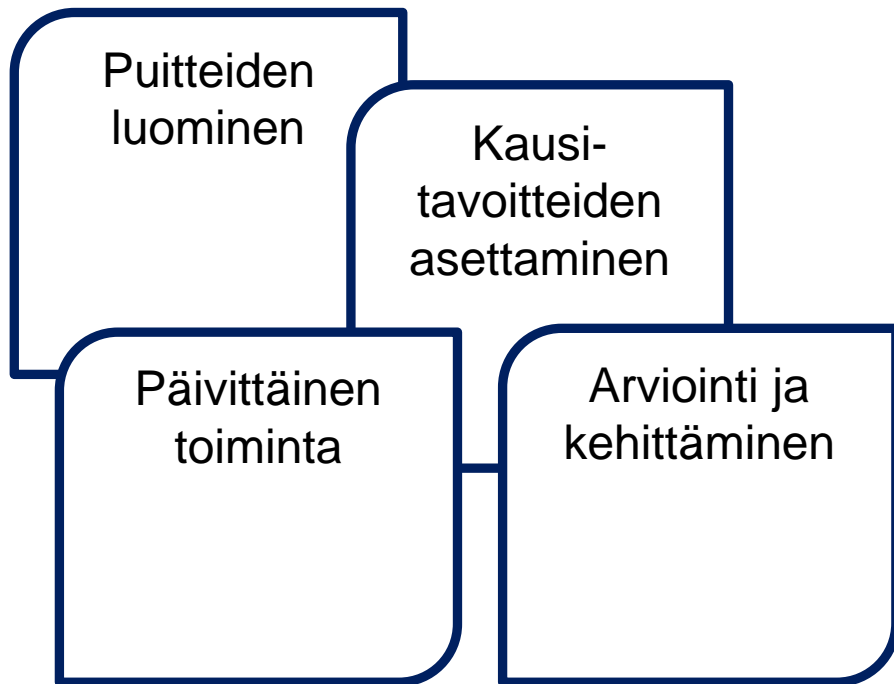 Puitteiden
luominen
Kausi-
tavoitteiden
asettaminen
Päivittäinen
toiminta
Arviointi ja
kehittäminen